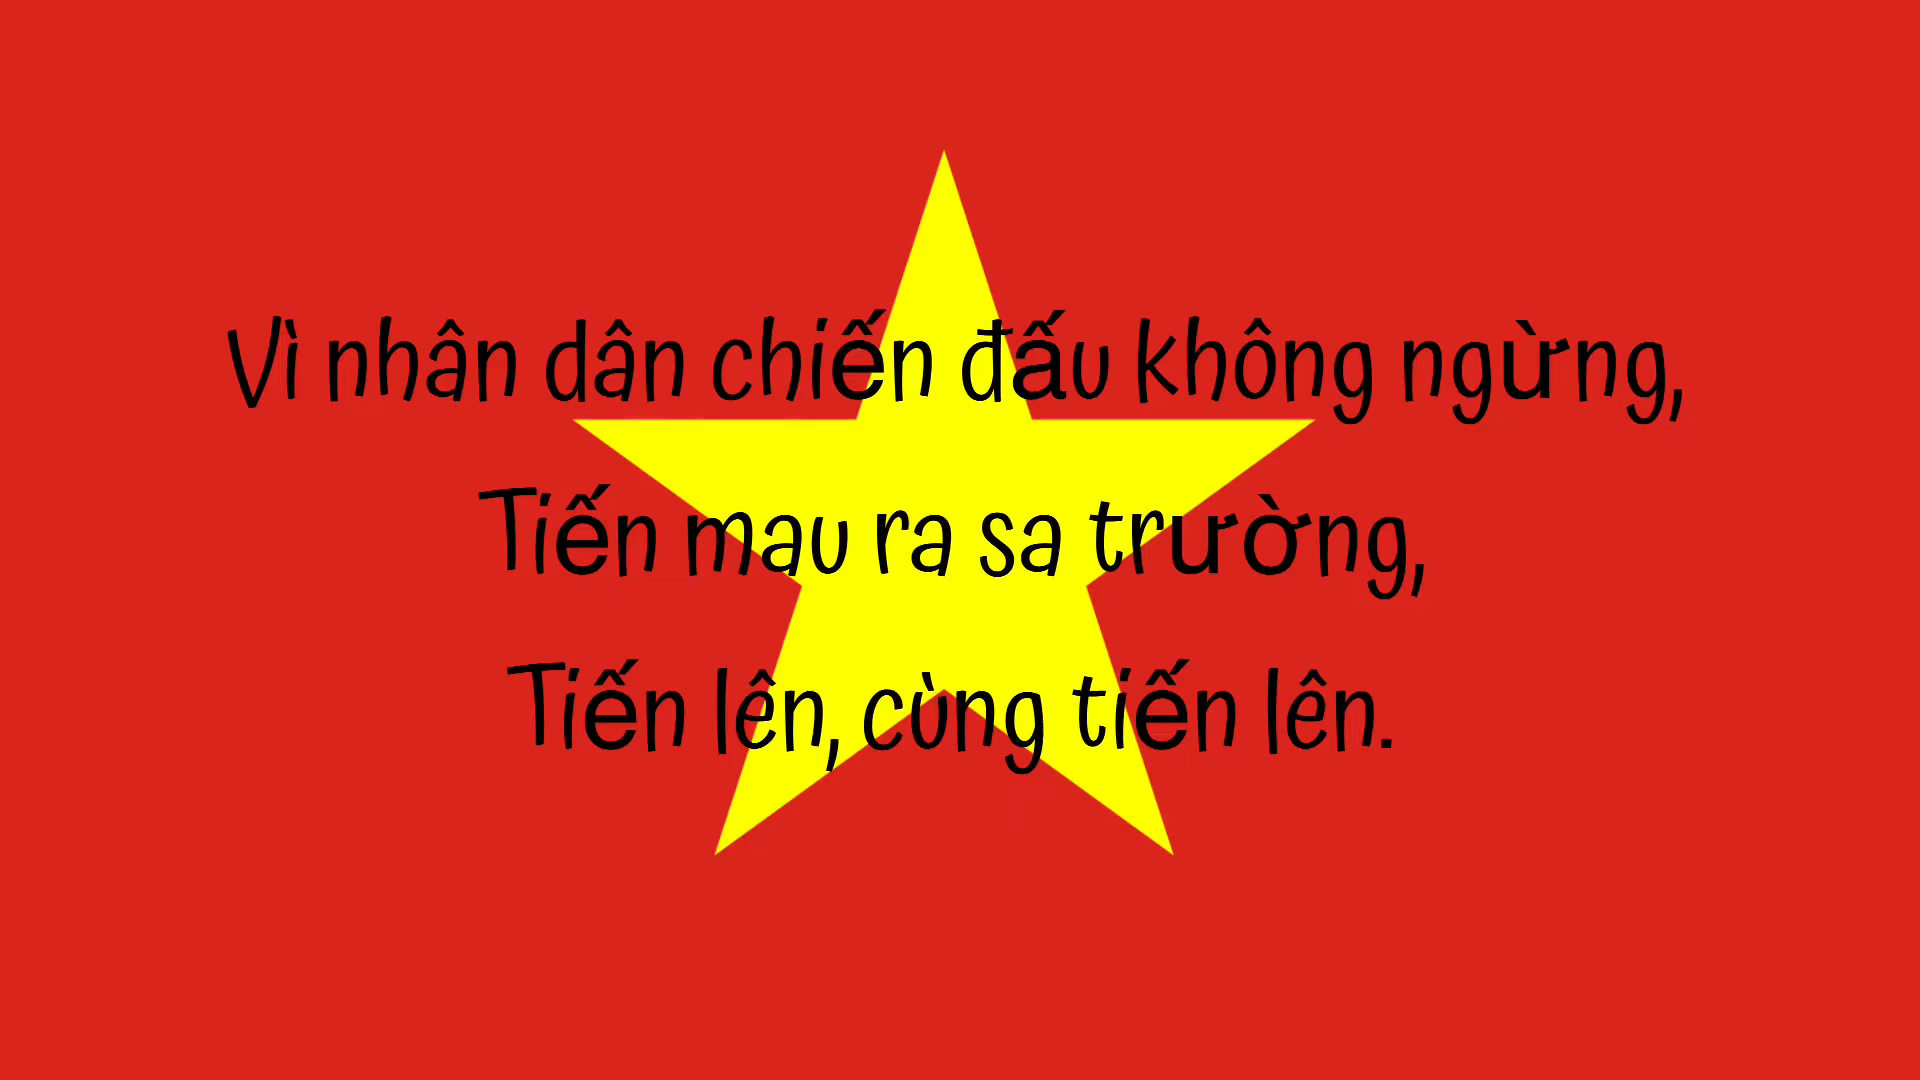 Vì nhân dân chiến đấu không ngừng,
Tiến mau ra sa trường,
Tiến lên, cùng tiến lên.